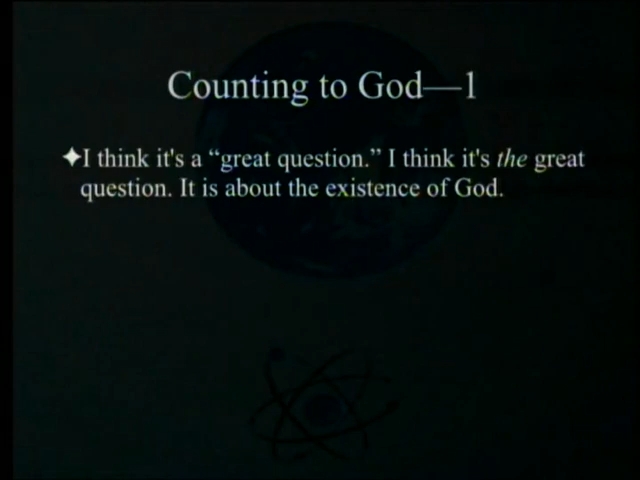 Counting to God—1
✦I think it's a “great question.” I think it's the great
question. It is about the existence of God.